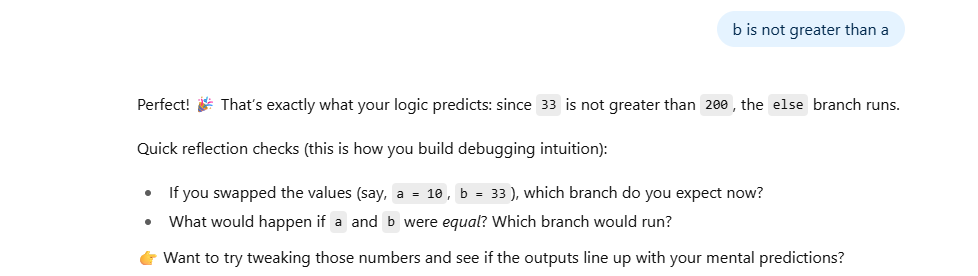 b is not greater than a
Perfect! 🎉 That's exactly what your logic predicts: since 33 is not greater than 200, the else branch runs.
Quick reflection checks (this is how you build debugging intuition):
• If you swapped the values (say, a = 10, b = 33), which branch do you expect now?
• What would happen if a and b were equal? Which branch would run?
👉 Want to try tweaking those numbers and see if the outputs line up with your mental predictions?